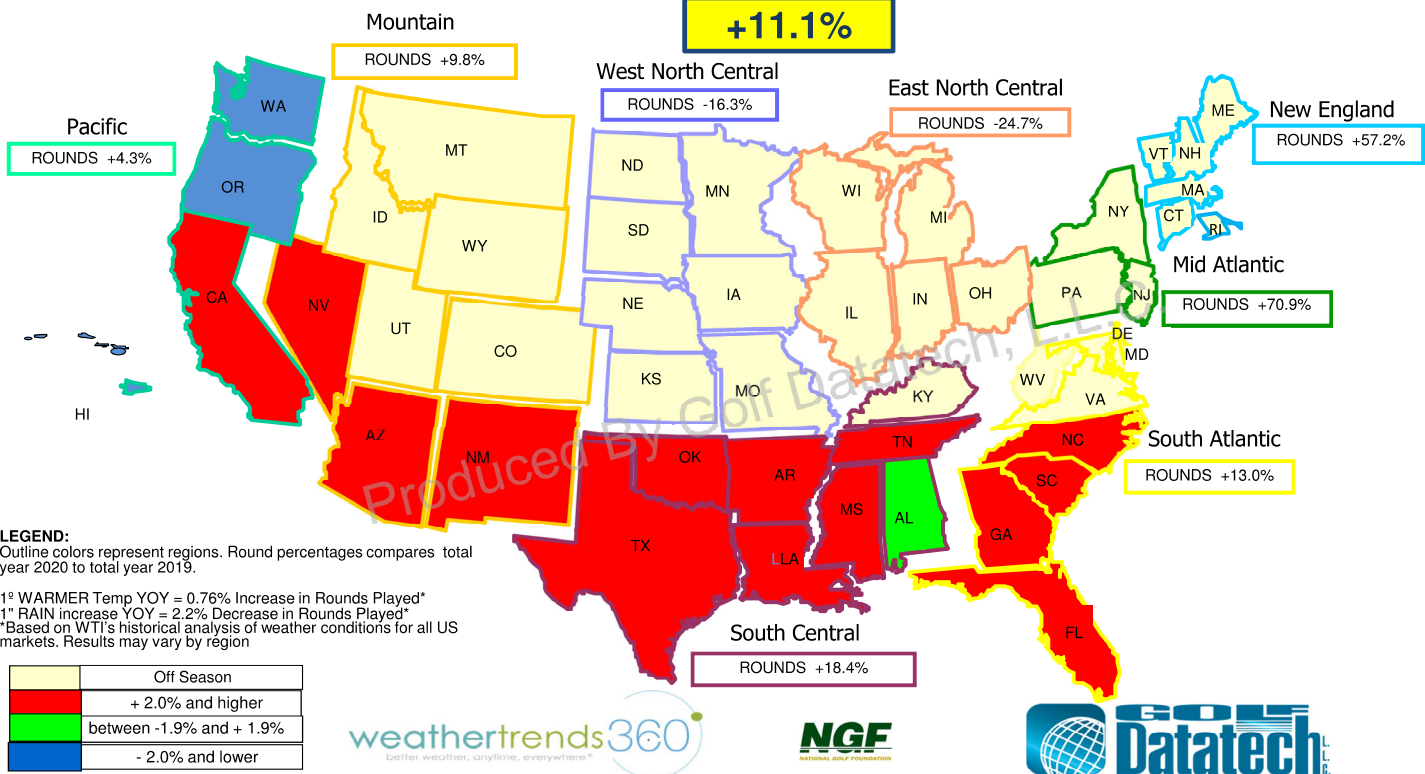 +11.1%
Mountain
ROUNDS +9.8%
West North Central
ROUNDS -16.3%
East North Central
ROUNDS -24.7%
New England
ROUNDS +57.2%
Pacific
ROUNDS +4.3%
WA
OR
CA
NV
ID
MT
WY
UT
CO
AZ
NM
HI
ND
SD
NE
KS
MN
IA
MO
WI
MI
IL
IN
OH
KY
TN
OK
AR
TX
LLA
MS
AL
ME
VT
NH
MA
CT
RI
NY
PA
NJ
Mid Atlantic
ROUNDS +70.9%
DE
MD
WV
VA
NC
SC
GA
FL
South Atlantic
ROUNDS +13.0%
South Central
ROUNDS +18.4%
Produced By Golf Datatech, L.L.C.
LEGEND:
Outline colors represent regions. Round percentages compares total
year 2020 to total year 2019.
1º WARMER Temp YOY = 0.76% Increase in Rounds Played*
1" RAIN increase YOY = 2.2% Decrease in Rounds Played*
*Based on WTI's historical analysis of weather conditions for all US
markets. Results may vary by region
Off Season
+ 2.0% and higher
between -1.9% and + 1.9%
- 2.0% and lower
weathertrends360°
better weather, anytime, everywhere®
NGF
NATIONAL GOLF FOUNDATION
GOLF
Datatech L.L.C.